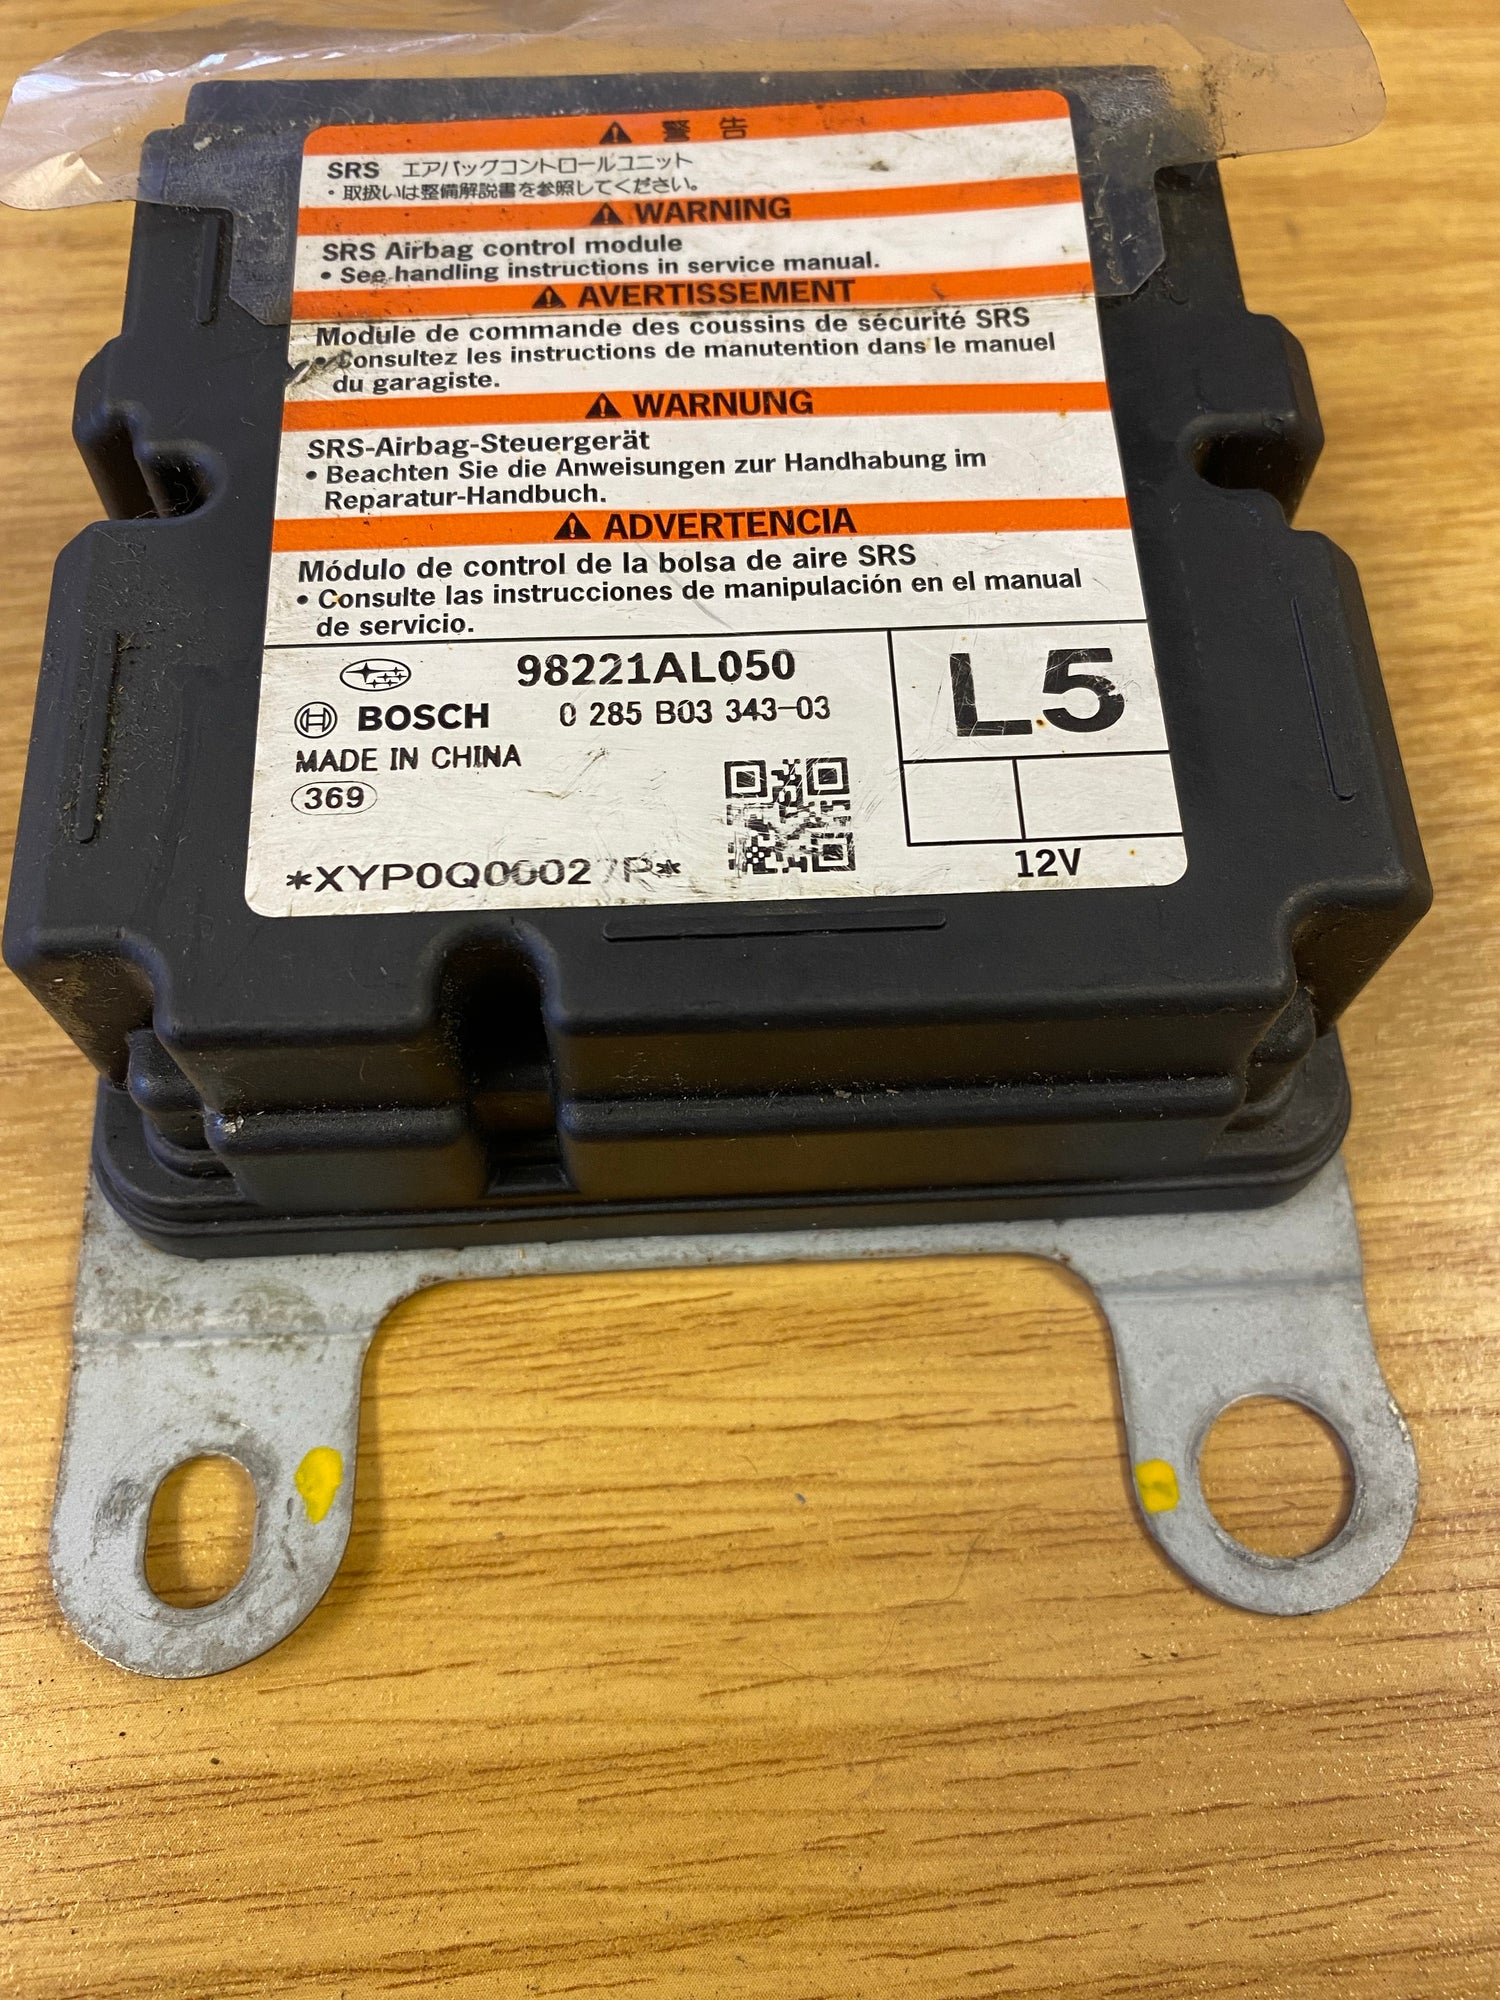 警告
SRS エアバックコントロールユニット
・取扱いは整備解説書を参照してください。
WARNING
SRS Airbag control module
• See handling instructions in service manual.
AVERTISSEMENT
Module de commande des coussins de sécurité SRS
• Consultez les instructions de manutention dans le manuel
du garagiste.
WARNUNG
SRS-Airbag-Steuergerät
• Beachten Sie die Anweisungen zur Handhabung im
Reparatur-Handbuch.
ADVERTENCIA
Módulo de control de la bolsa de aire SRS
• Consulte las instrucciones de manipulación en el manual
de servicio.
98221AL050
BOSCH 0 285 B03 343-03
MADE IN CHINA
369
L5
12V